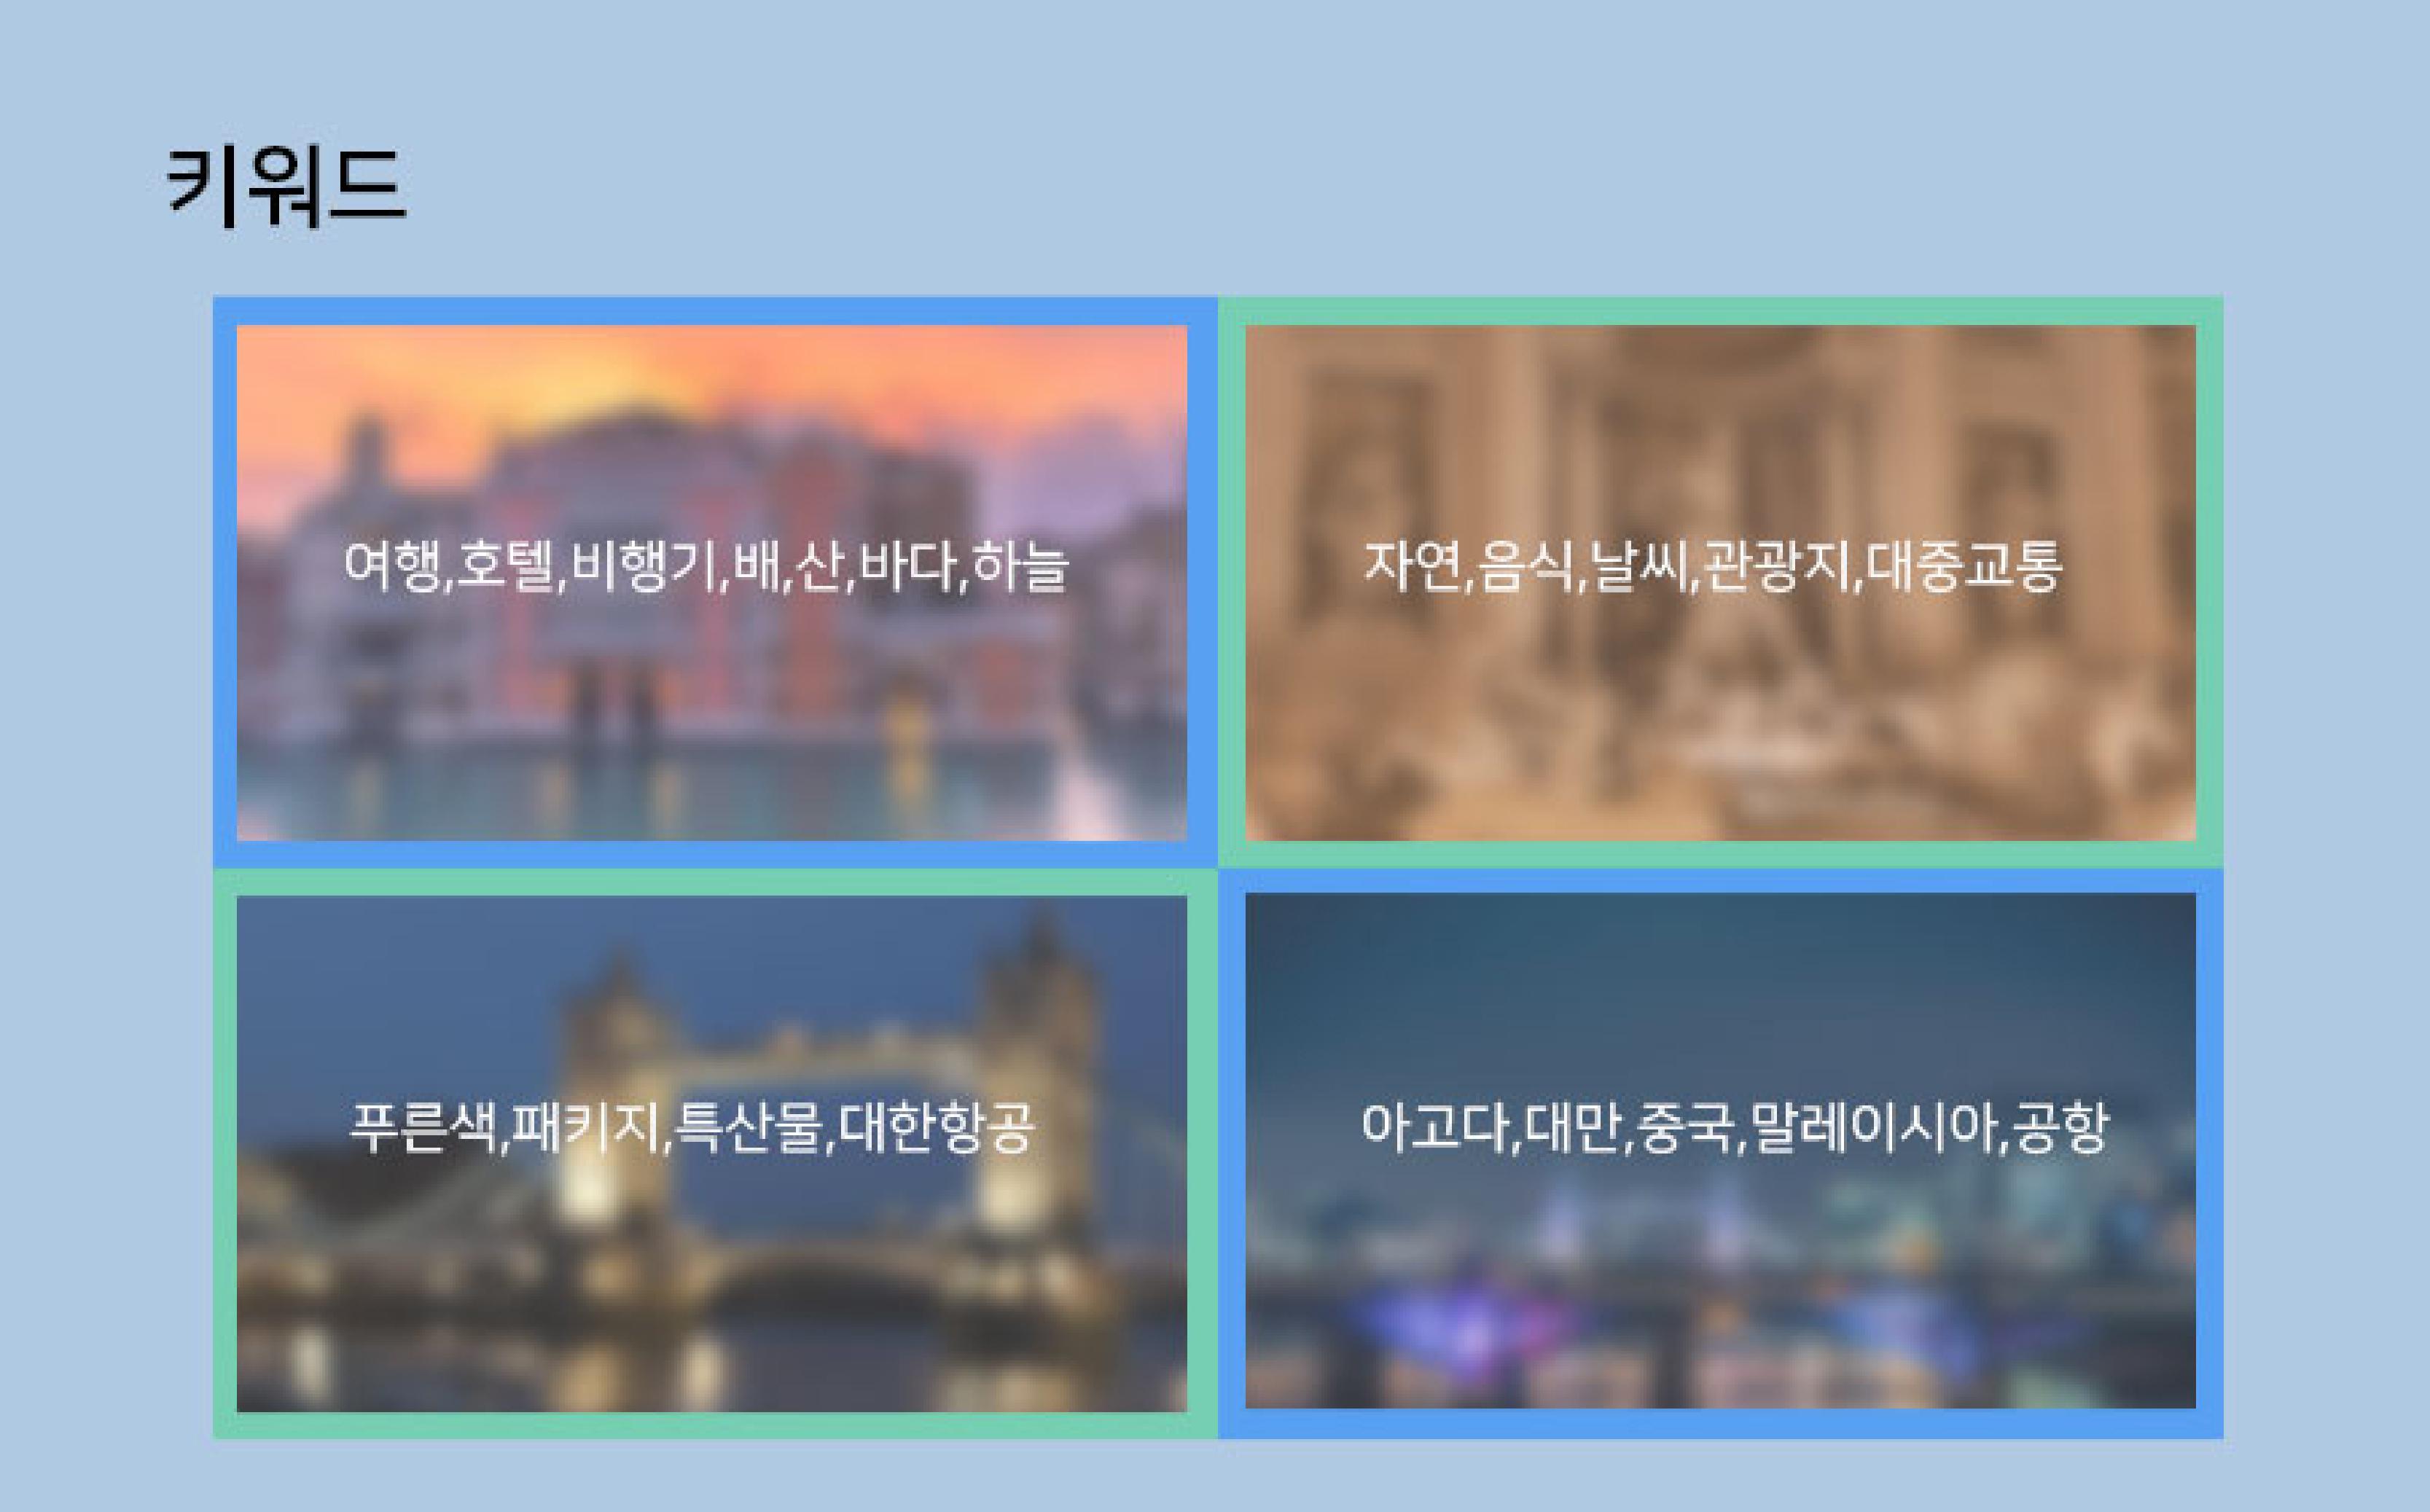 키워드
여행,호텔,비행기,배,산,바다,하늘
자연,음식,날씨,관광지,대중교통
푸른색,패키지,특산물,대한항공
아고다,대만,중국,말레이시아,공항